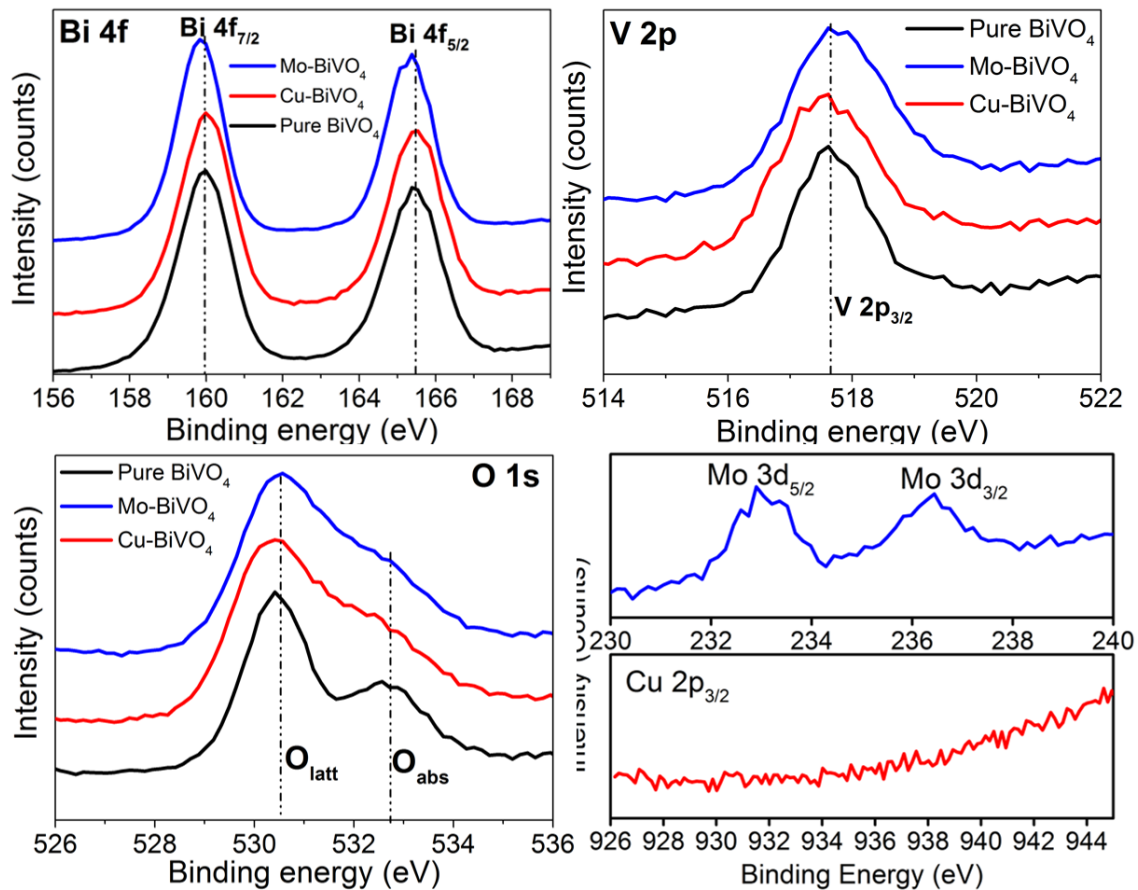 Bi 4f
Bi 4f7/2
Bi 4f5/2
Mo-BiVO4
Cu-BiVO4
Pure BiVO4
Intensity (counts)
156 158 160 162 164 166 168
Binding energy (eV)
V 2p
Pure BiVO4
Mo-BiVO4
Cu-BiVO4
V 2p3/2
Intensity (counts)
514 516 518 520 522
Binding energy (eV)
Pure BiVO4
Mo-BiVO4
Cu-BiVO4
O 1s
Olatt
Oabs
Intensity (counts)
526 528 530 532 534 536
Binding energy (eV)
Mo 3d5/2
Mo 3d3/2
230 232 234 236 238 240
Cu 2p3/2
926 928 930 932 934 936 938 940 942 944
Binding Energy (eV)